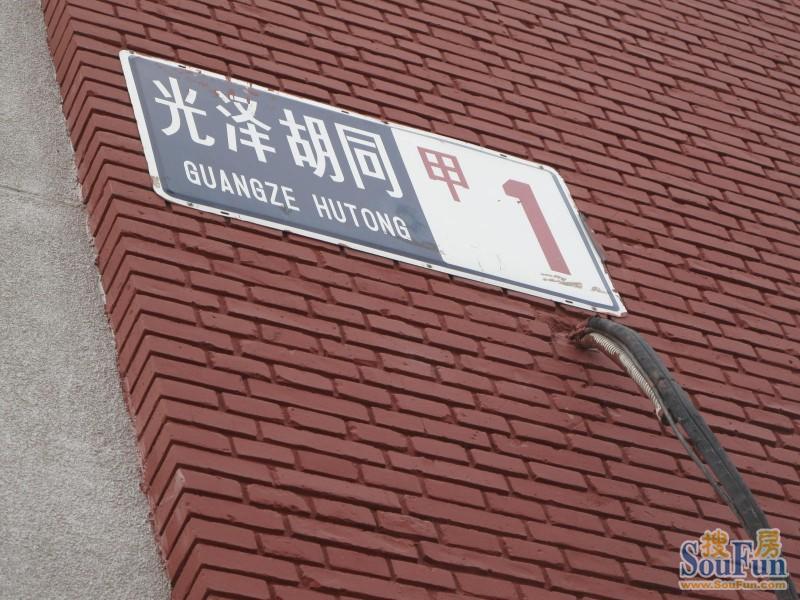 光泽胡同 甲 1
GUANGZE HUTONG
搜房
SouFun
www.SouFun.com